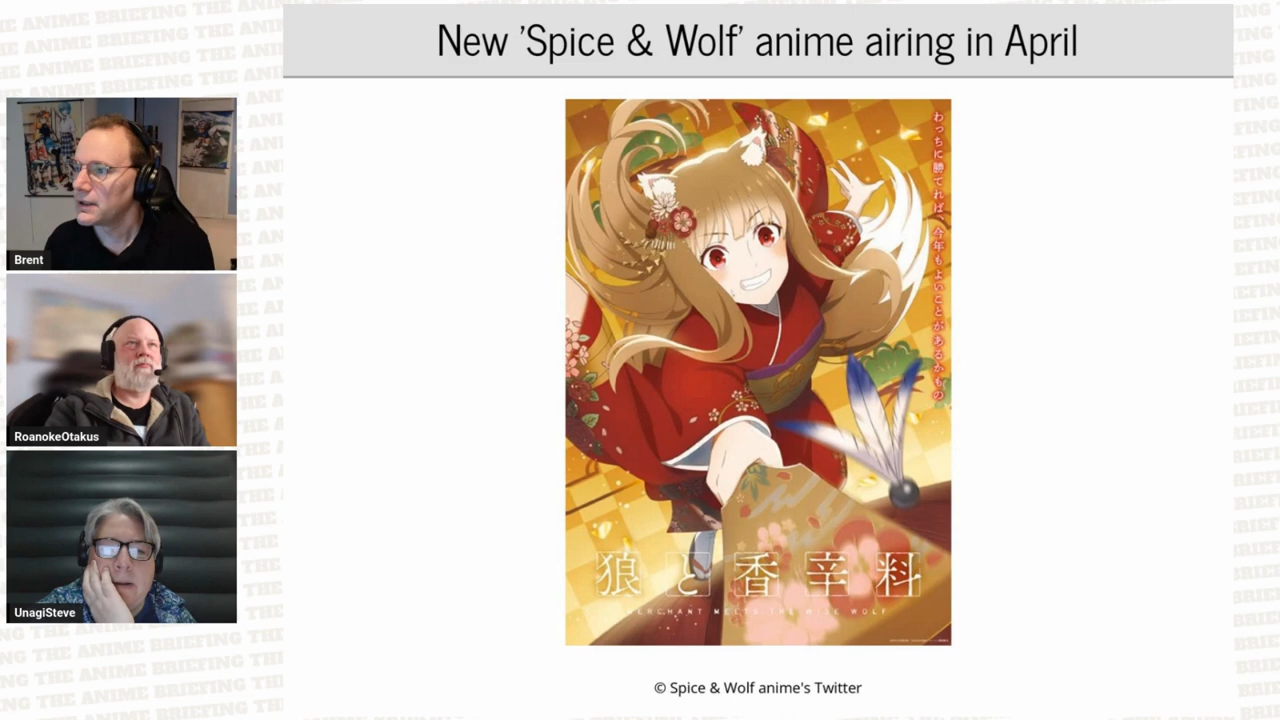 New 'Spice & Wolf' anime airing in April
Brent
RoanokeOtakus
UnagiSteve
わっちに勝てれば、今年もよいことがあるかもの
狼と香辛料
MERCHANT MEETS THE WISE WOLF
© Spice & Wolf anime's Twitter
THE ANIME BRIEFING